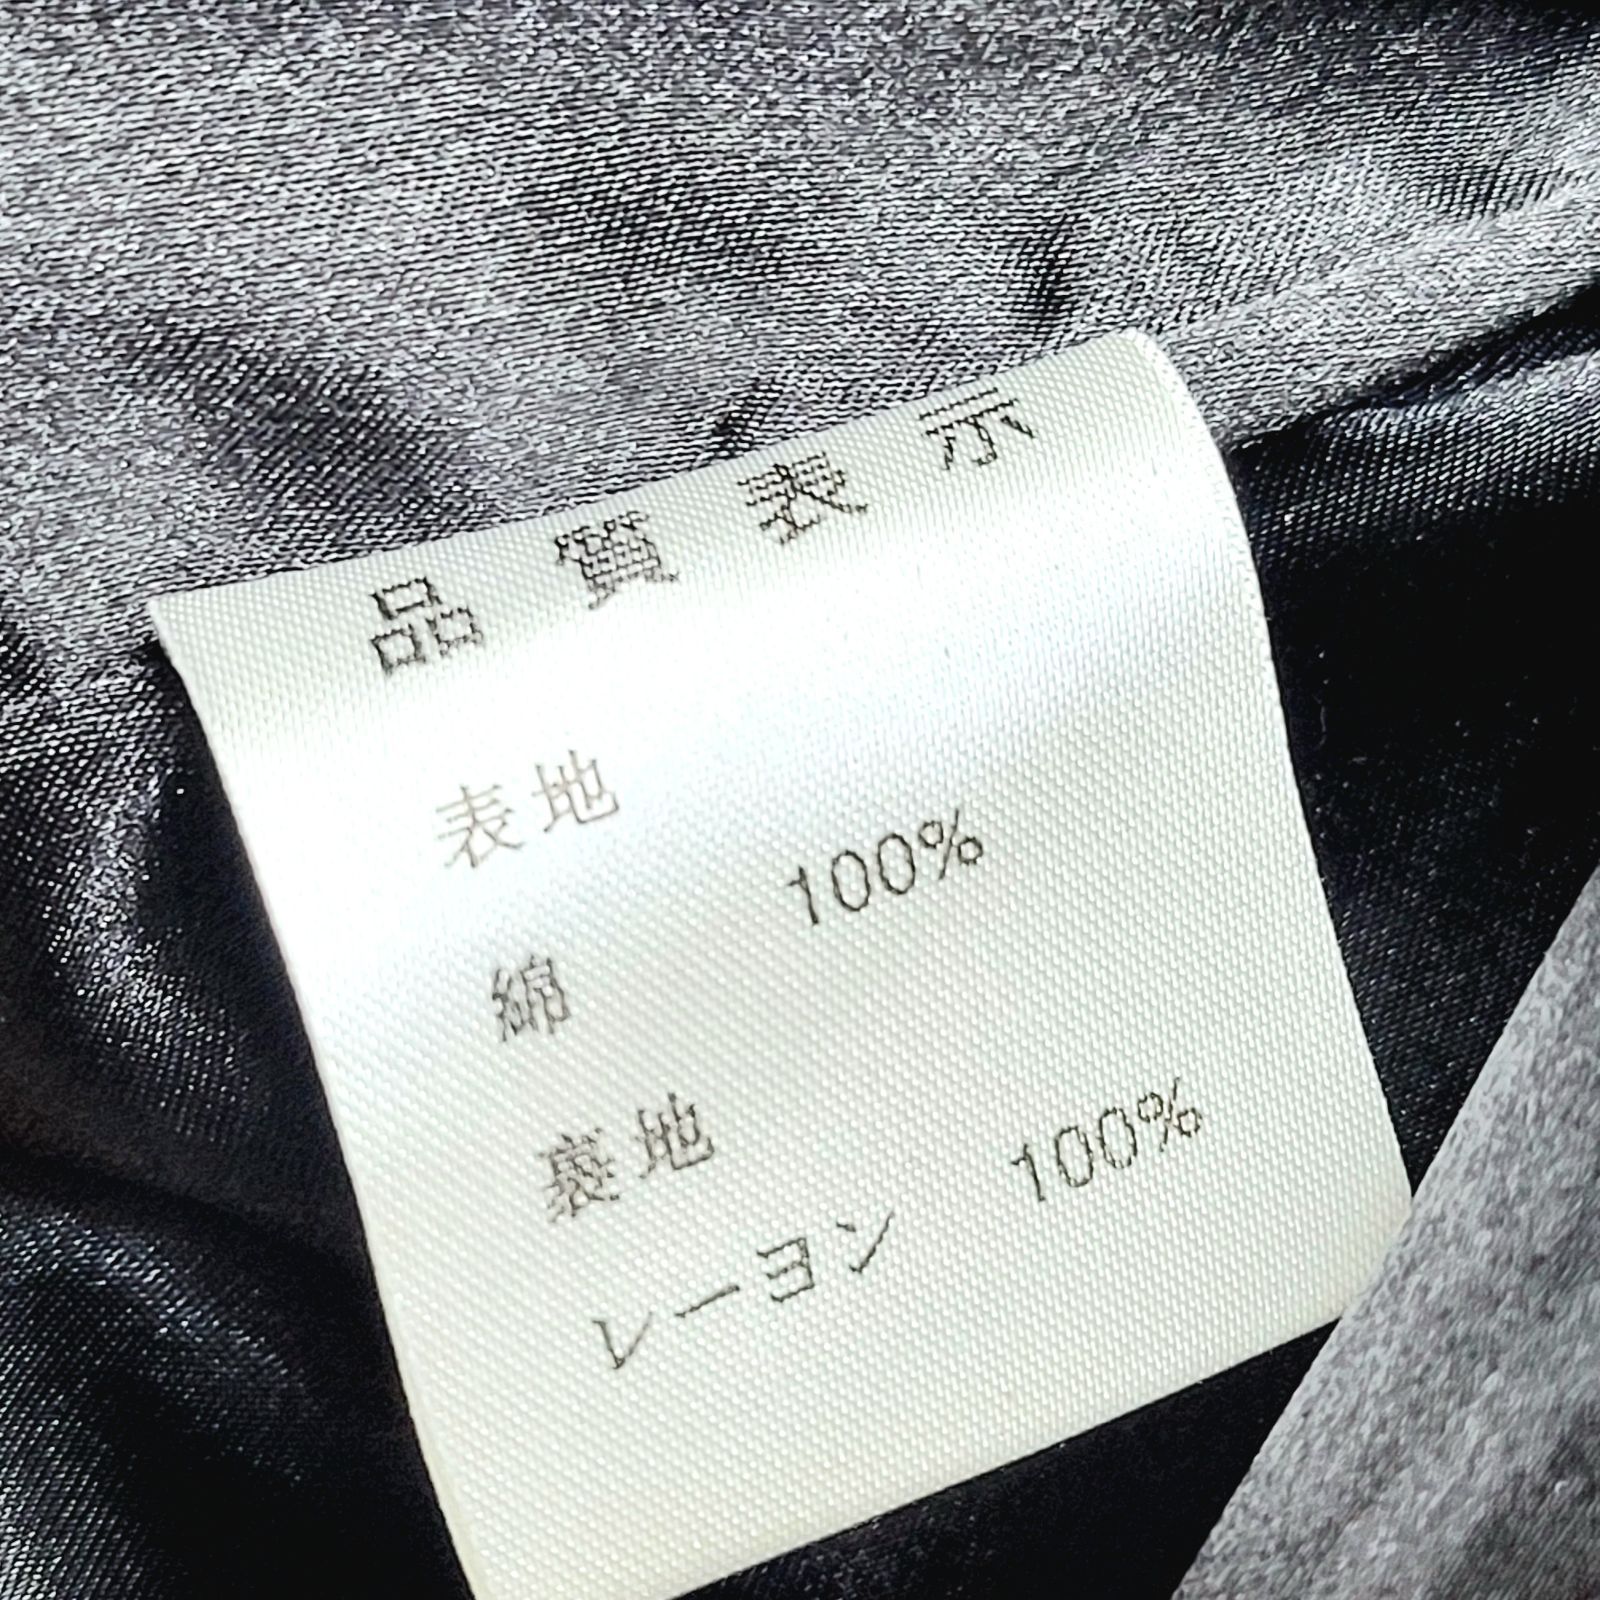 品質表示
表地
綿 100%
裏地
レーヨン 100%